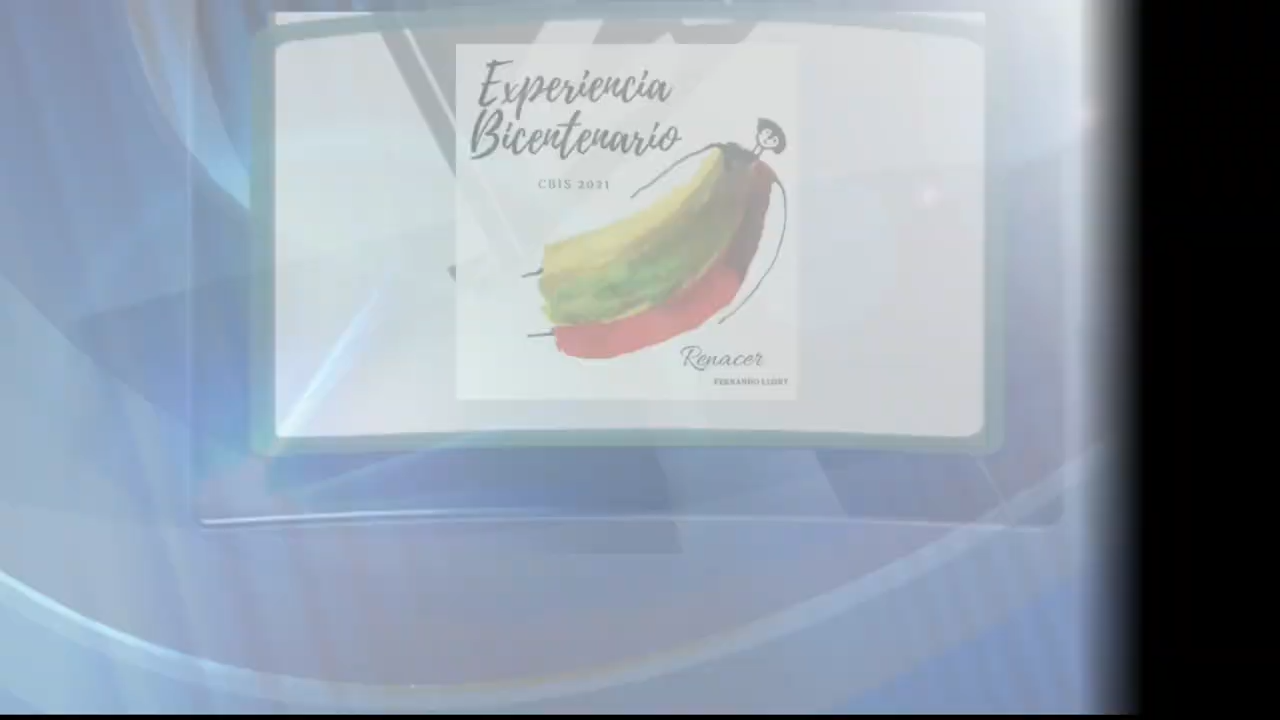 Experiencia
Bicentenario
CBIS 2021
Renacer
FERNANDO LLORT